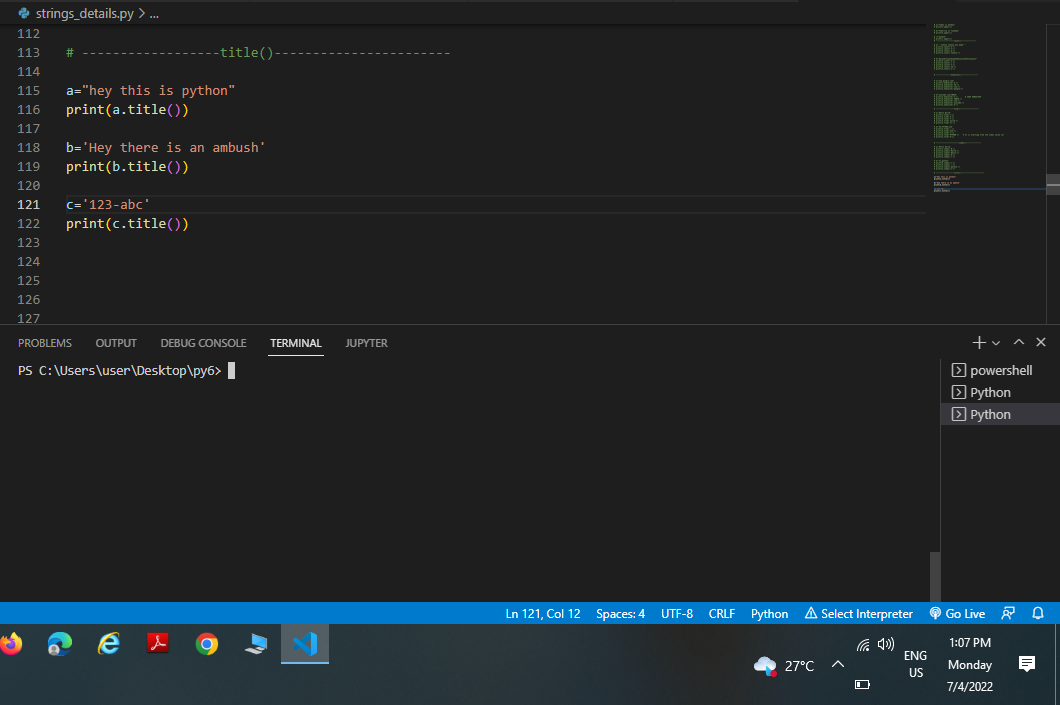 strings_details.py > ...
112
113 # ------------------title()-----------------------
114
115 a="hey this is python"
116 print(a.title())
117
118 b='Hey there is an ambush'
119 print(b.title())
120
121 c='123-abc'
122 print(c.title())
123
124
125
126
127
PROBLEMS OUTPUT DEBUG CONSOLE TERMINAL JUPYTER
PS C:\Users\user\Desktop\py6>
powershell
Python
Python
Ln 121, Col 12 Spaces: 4 UTF-8 CRLF Python Select Interpreter Go Live
27°C
ENG
US
1:07 PM
Monday
7/4/2022